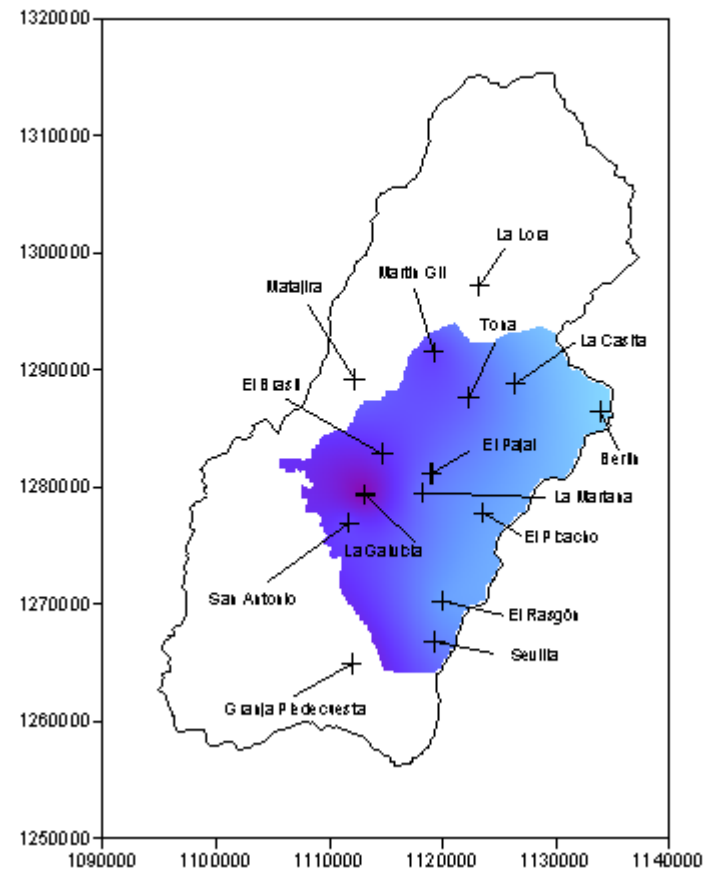 1320000
1310000
La Lora
1300000
Martin Gil
Matajira
Tona
La Casita
1290000
El Brasil
El Pajal
Berlin
1280000
La Mariana
El Picacho
La Galubia
San Antonio
1270000
El Rasgón
Sevilla
Granja Piedecuesta
1260000
1250000
1090000 1100000 1110000 1120000 1130000 1140000